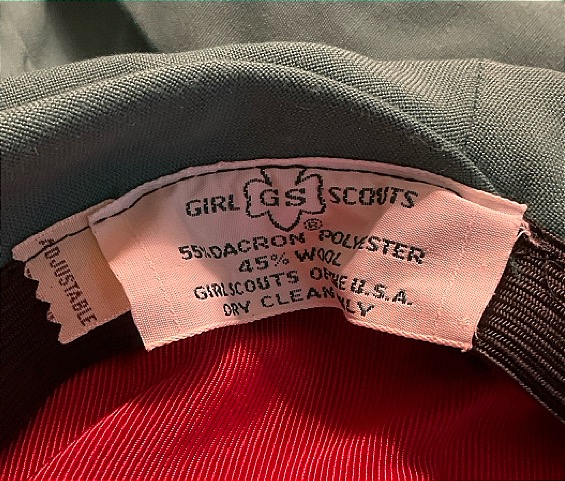 GIRL GS SCOUTS ®
55% DACRON POLYESTER
45% WOOL
GIRL SCOUTS OF THE U.S.A.
DRY CLEAN ONLY
ADJUSTABLE